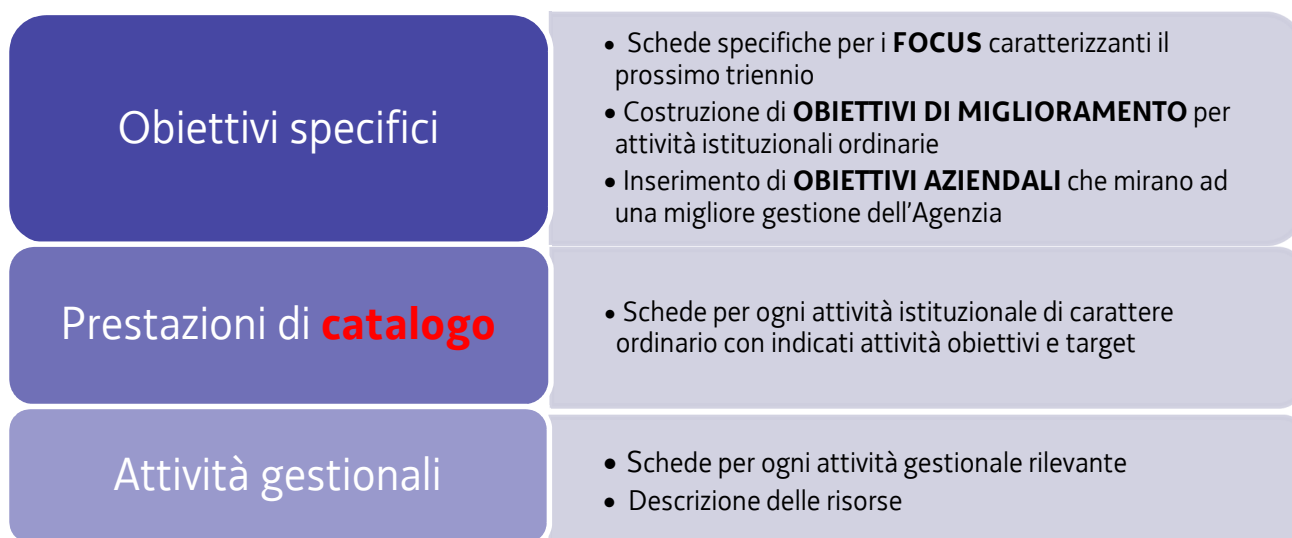 Obiettivi specifici
• Schede specifiche per i FOCUS caratterizzanti il
prossimo triennio
• Costruzione di OBIETTIVI DI MIGLIORAMENTO per
attività istituzionali ordinarie
• Inserimento di OBIETTIVI AZIENDALI che mirano ad
una migliore gestione dell'Agenzia
Prestazioni di catalogo
• Schede per ogni attività istituzionale di carattere
ordinario con indicati attività obiettivi e target
Attività gestionali
• Schede per ogni attività gestionale rilevante
• Descrizione delle risorse